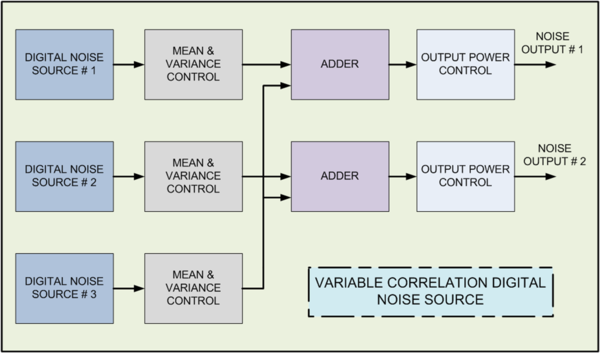 DIGITAL NOISE
SOURCE # 1
MEAN &
VARIANCE
CONTROL
ADDER
OUTPUT POWER
CONTROL
NOISE
OUTPUT # 1
DIGITAL NOISE
SOURCE # 2
MEAN &
VARIANCE
CONTROL
ADDER
OUTPUT POWER
CONTROL
NOISE
OUTPUT # 2
DIGITAL NOISE
SOURCE # 3
MEAN &
VARIANCE
CONTROL
VARIABLE CORRELATION DIGITAL
NOISE SOURCE